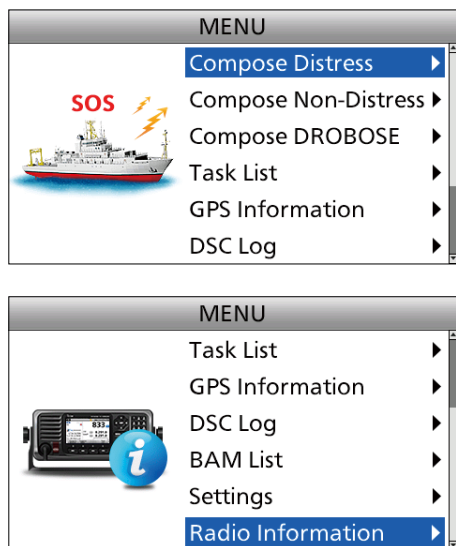 MENU
Compose Distress
SOS
Compose Non-Distress
Compose DROBOSE
Task List
GPS Information
DSC Log
MENU
Task List
GPS Information
DSC Log
833
BAM List
i
Settings
Radio Information